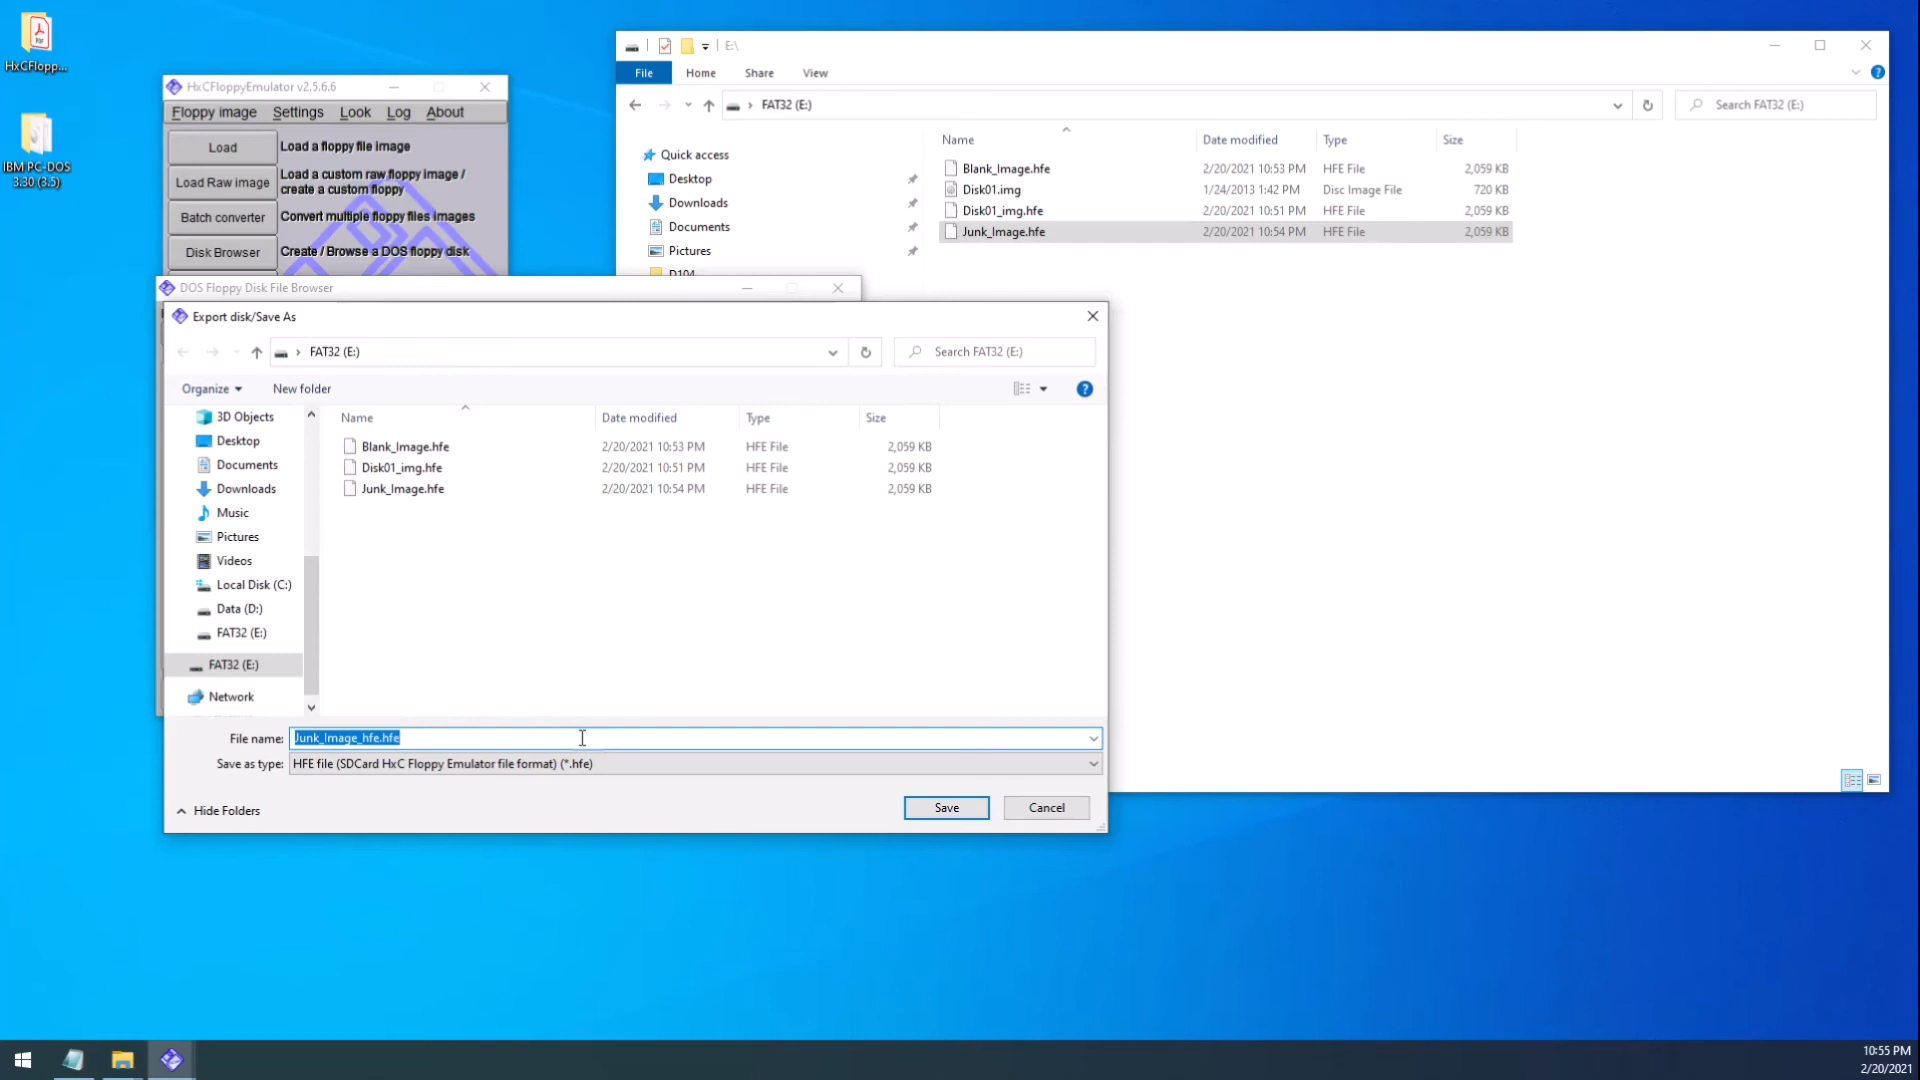 HxCFlopp...
IBM PC-DOS
3.30 (3.5)
HxCFloppyEmulator v2.5.6.6
Floppy image Settings Look Log About
Load Load a floppy file image
Load Raw image Load a custom raw floppy image /
create a custom floppy
Batch converter Convert multiple floppy files images
Disk Browser Create / Browse a DOS floppy disk
E:\
File Home Share View
FAT32 (E:) Search FAT32 (E:)
Name Date modified Type Size
Quick access
Desktop
Downloads
Documents
Pictures
D104
Blank_Image.hfe 2/20/2021 10:53 PM HFE File 2,059 KB
Disk01.img 1/24/2013 1:42 PM Disc Image File 720 KB
Disk01_img.hfe 2/20/2021 10:51 PM HFE File 2,059 KB
Junk_Image.hfe 2/20/2021 10:54 PM HFE File 2,059 KB
DOS Floppy Disk File Browser
Export disk/Save As
FAT32 (E:) Search FAT32 (E:)
Organize New folder
3D Objects
Desktop
Documents
Downloads
Music
Pictures
Videos
Local Disk (C:)
Data (D:)
FAT32 (E:)
FAT32 (E:)
Network
Name Date modified Type Size
Blank_Image.hfe 2/20/2021 10:53 PM HFE File 2,059 KB
Disk01_img.hfe 2/20/2021 10:51 PM HFE File 2,059 KB
Junk_Image.hfe 2/20/2021 10:54 PM HFE File 2,059 KB
File name: Junk_Image_hfe.hfe
Save as type: HFE file (SDCard HxC Floppy Emulator file format) (*.hfe)
Hide Folders Save Cancel
10:55 PM
2/20/2021